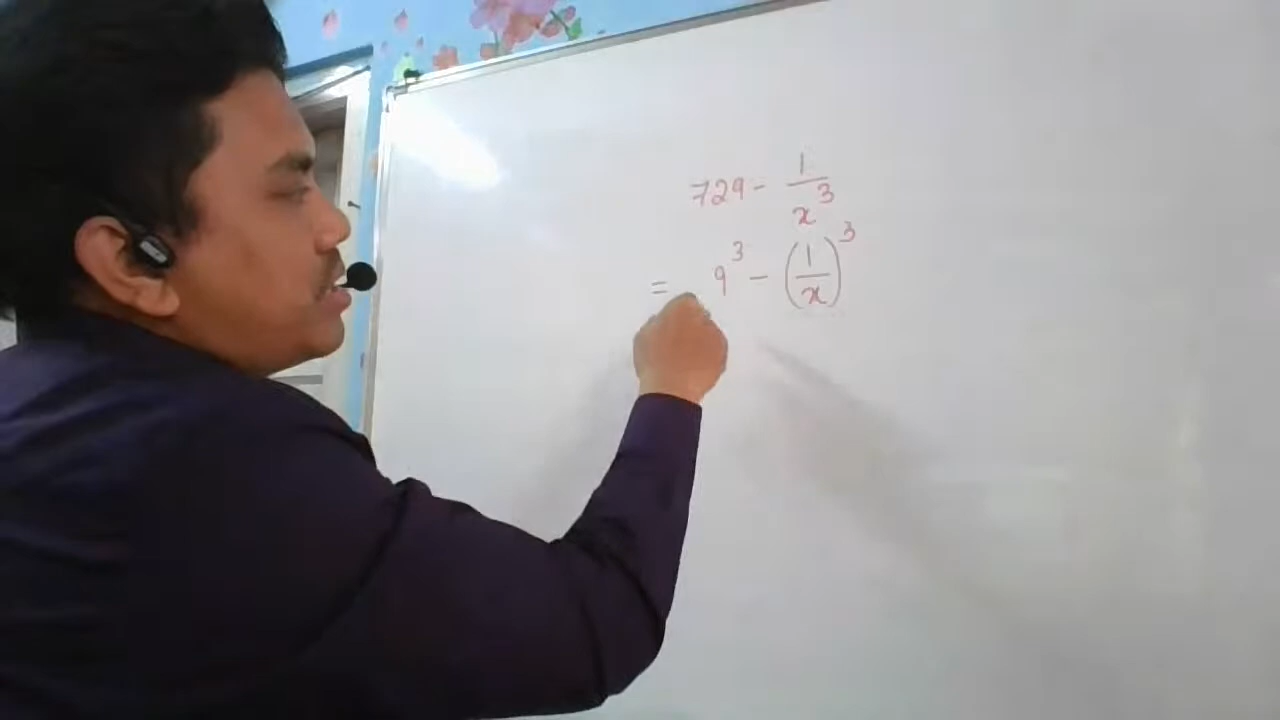 729 - 1/x³
= 9³ - (1/x)³